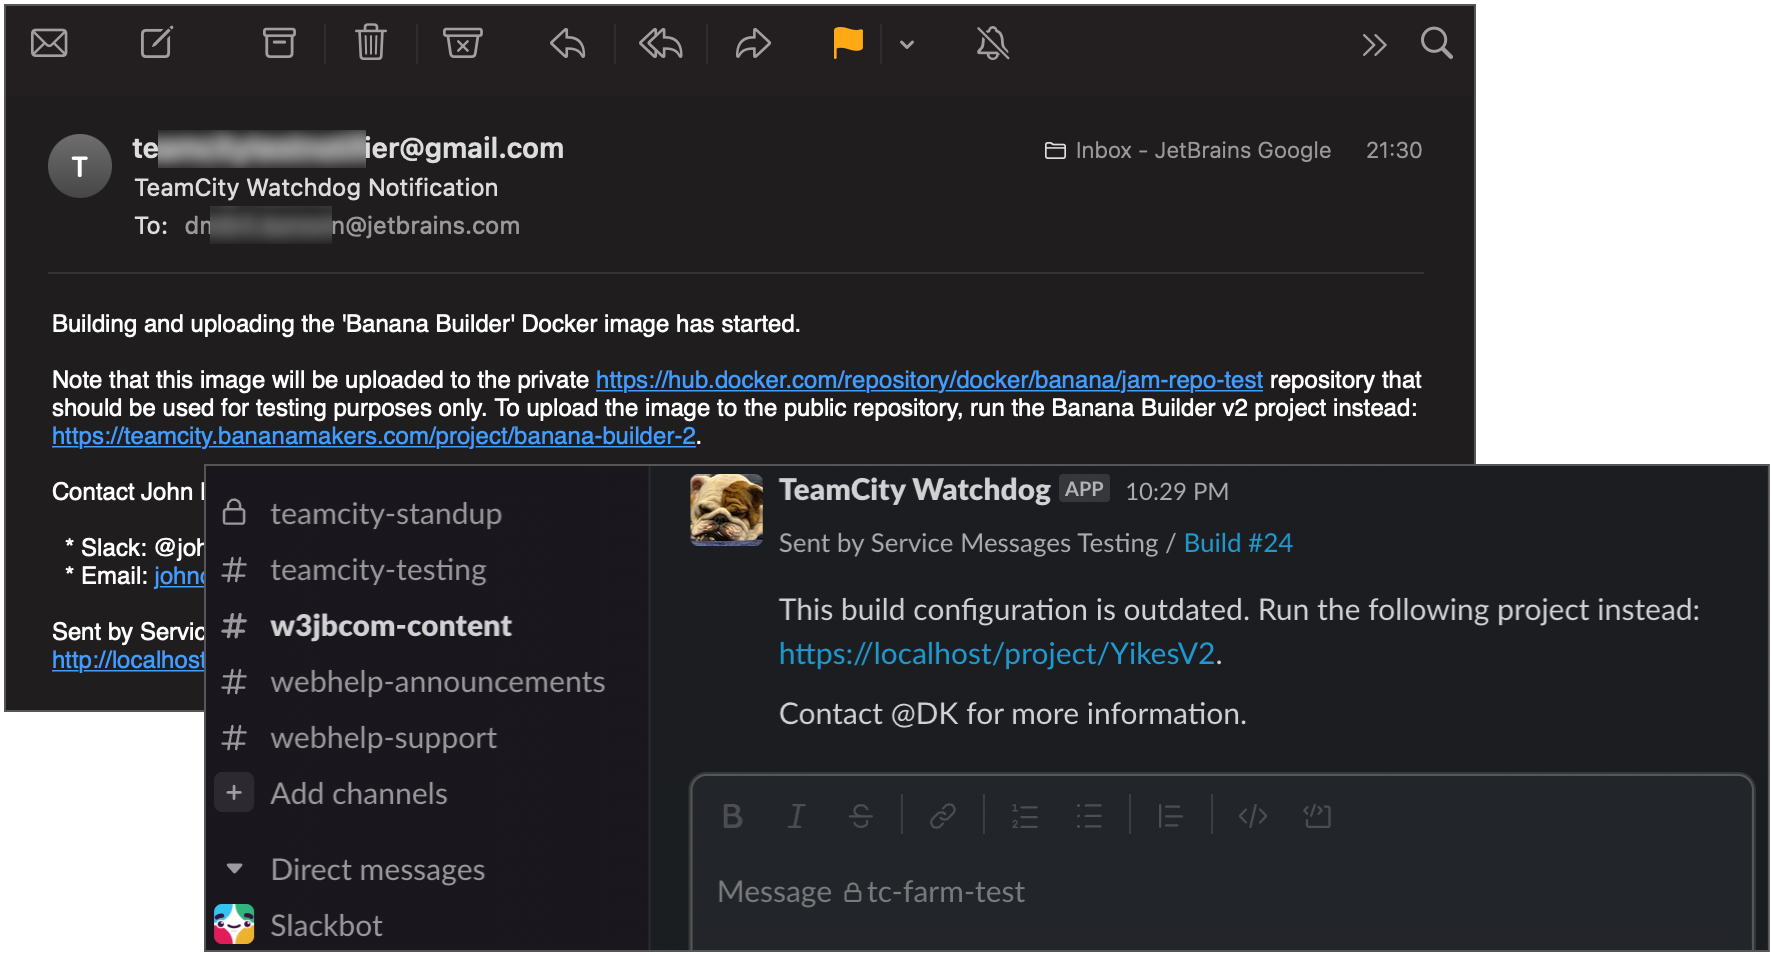 T
te ier@gmail.com
Inbox - JetBrains Google 21:30
TeamCity Watchdog Notification
To: dn n@jetbrains.com
Building and uploading the 'Banana Builder' Docker image has started.
Note that this image will be uploaded to the private https://hub.docker.com/repository/docker/banana/jam-repo-test repository that
should be used for testing purposes only. To upload the image to the public repository, run the Banana Builder v2 project instead:
https://teamcity.bananamakers.com/project/banana-builder-2.
Contact John
* Slack: @joh
* Email: john
Sent by Servic
http://localhost
teamcity-standup
# teamcity-testing
# w3jbcom-content
# webhelp-announcements
# webhelp-support
+ Add channels
Direct messages
Slackbot
TeamCity Watchdog APP 10:29 PM
Sent by Service Messages Testing / Build #24
This build configuration is outdated. Run the following project instead:
https://localhost/project/YikesV2.
Contact @DK for more information.
B I S
Message tc-farm-test